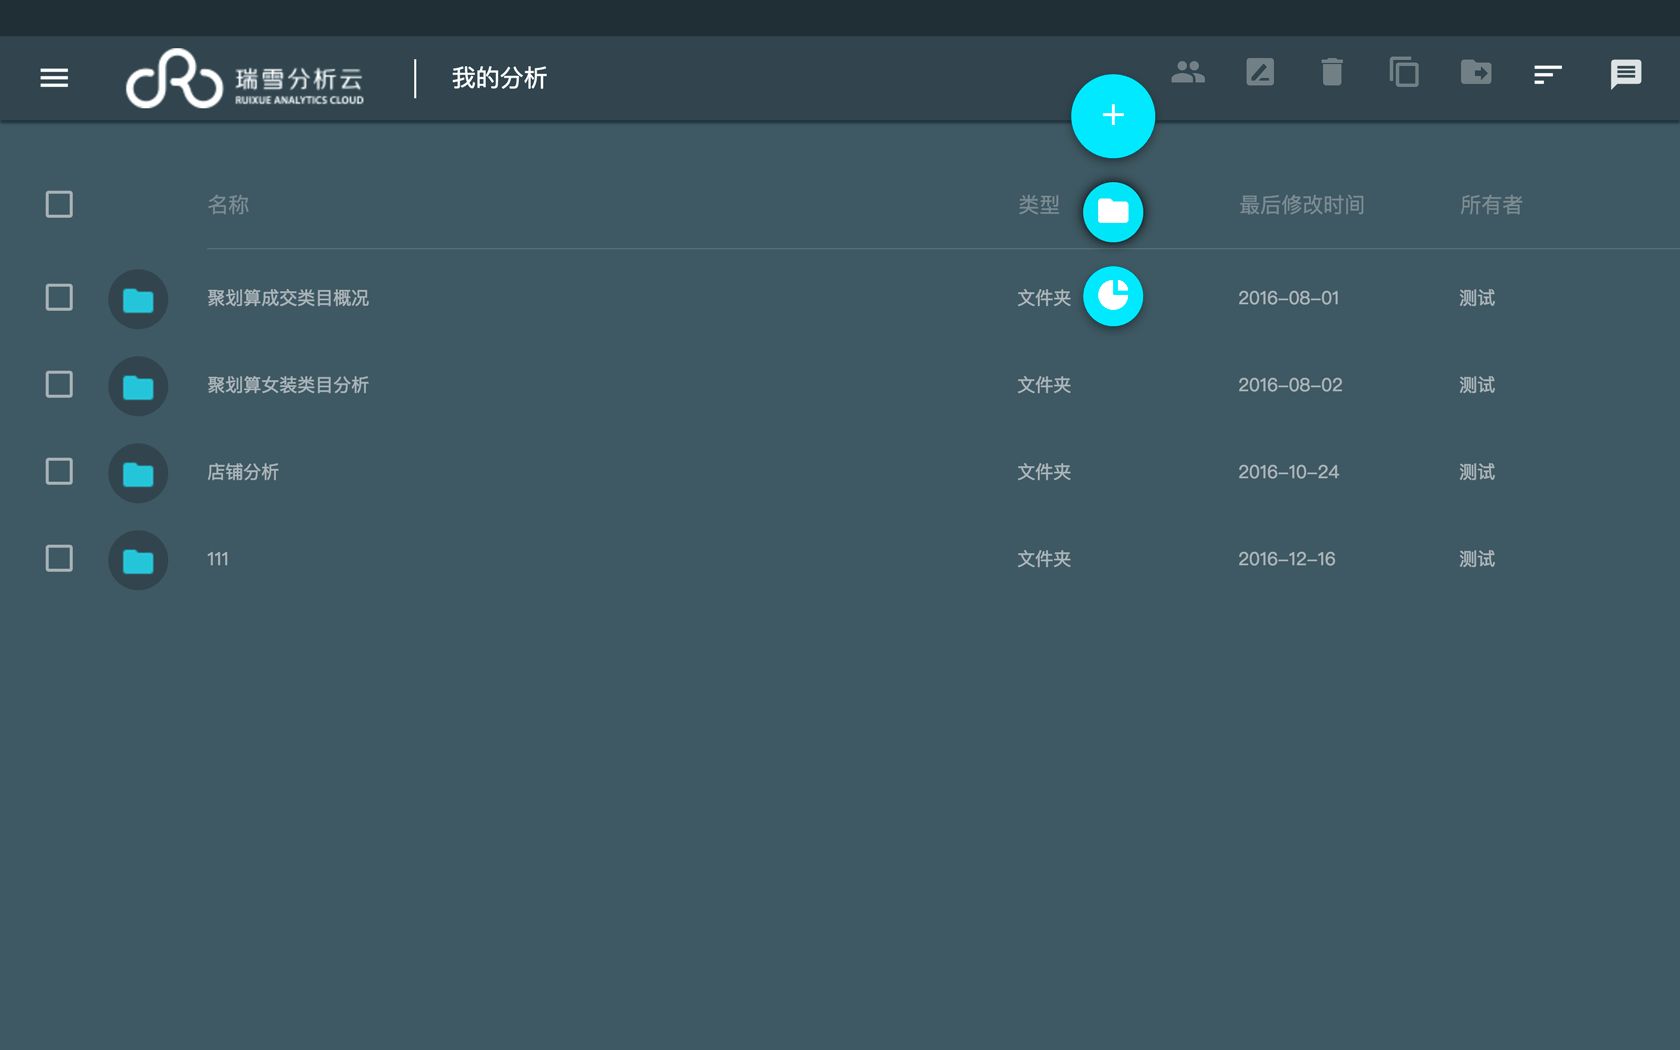 瑞雪分析云
RUIXUE ANALYTICS CLOUD
我的分析
名称 类型 最后修改时间 所有者
聚划算成交类目概况 文件夹 2016-08-01 测试
聚划算女装类目分析 文件夹 2016-08-02 测试
店铺分析 文件夹 2016-10-24 测试
111 文件夹 2016-12-16 测试